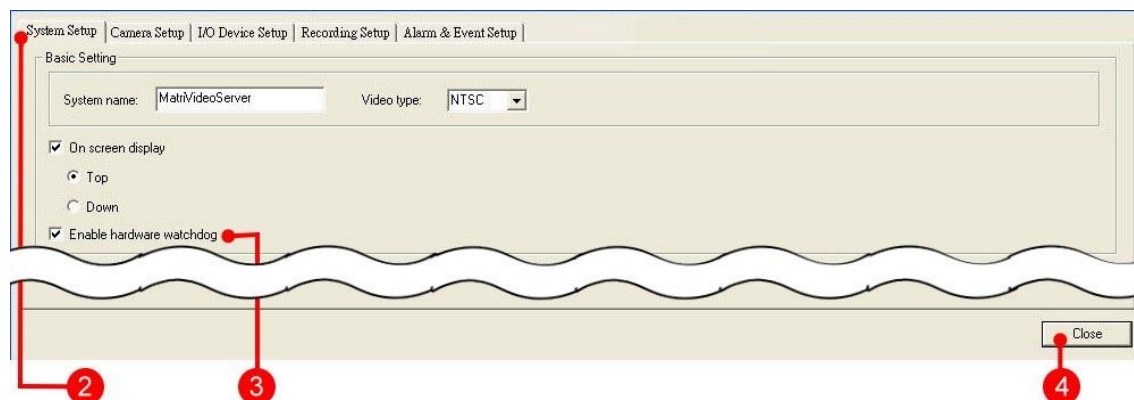 System Setup | Camera Setup | I/O Device Setup | Recording Setup | Alarm & Event Setup
Basic Setting
System name: MatriVideoServer Video type: NTSC
On screen display
Top
Down
Enable hardware watchdog
Close
2 3 4